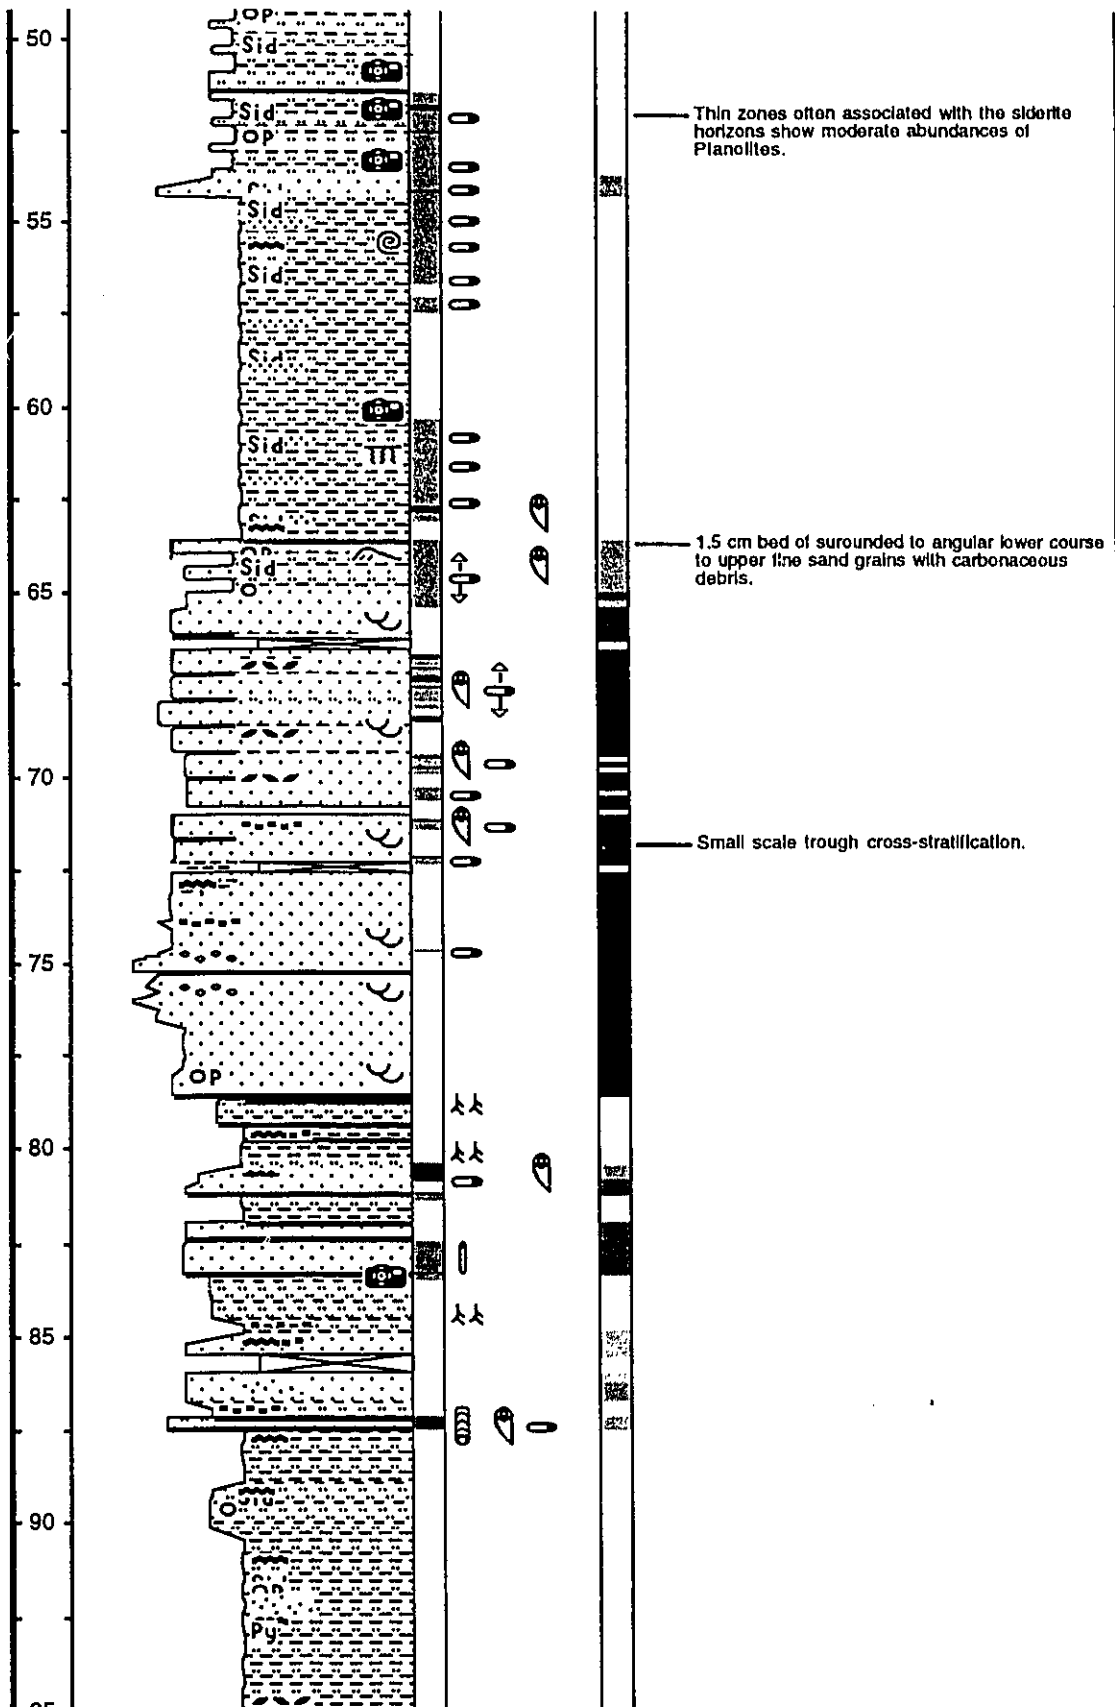 OP
50
Sid
Sid
Thin zones often associated with the siderite
horizons show moderate abundances of
Planolites.
OP
55
Sid
Sid
Sid
60
Sid
1.5 cm bed of surounded to angular lower course
to upper fine sand grains with carbonaceous
debris.
OP
Sid
65
O
70
Small scale trough cross-stratification.
75
OP
80
85
O Sid
90
Py
95